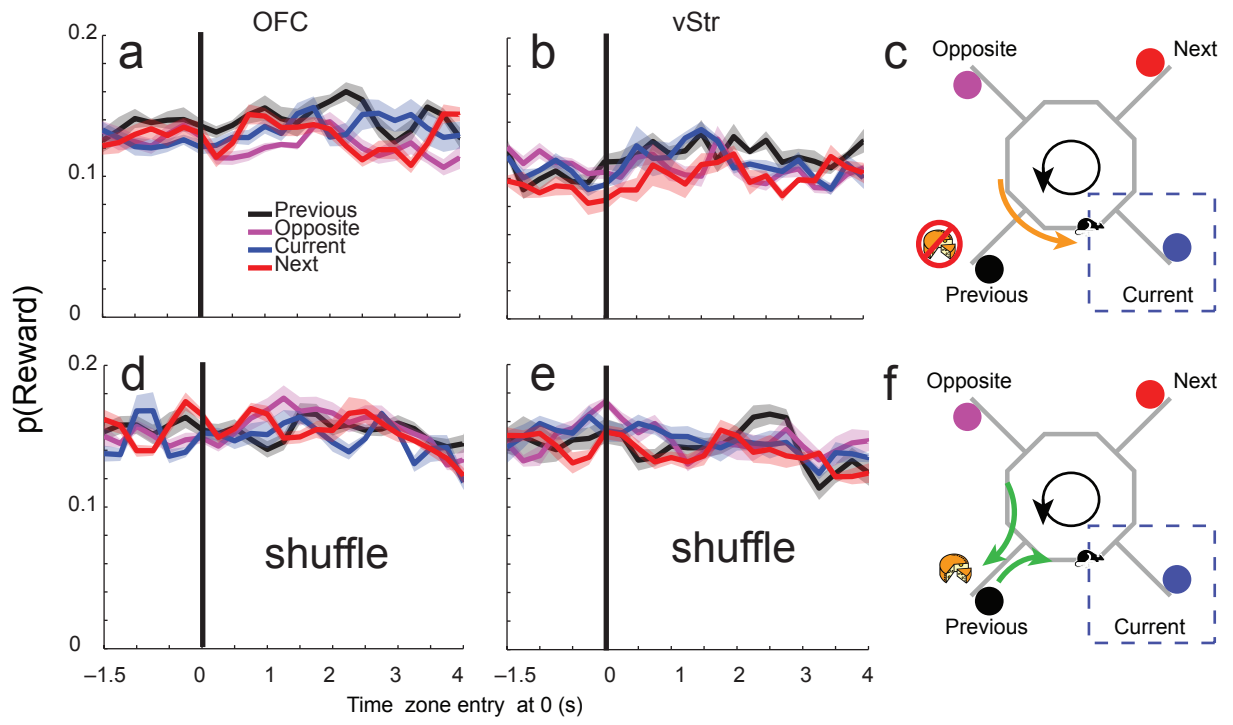 OFC
vStr
0.2
a
b
c
Opposite
Next
0.1
Previous
Opposite
Current
Next
Previous
Current
0
p(Reward)
0.2
d
e
f
Opposite
Next
0.1
shuffle
shuffle
Previous
Current
0
–1.5 0 1 2 3 4
–1.5 0 1 2 3 4
Time zone entry at 0 (s)